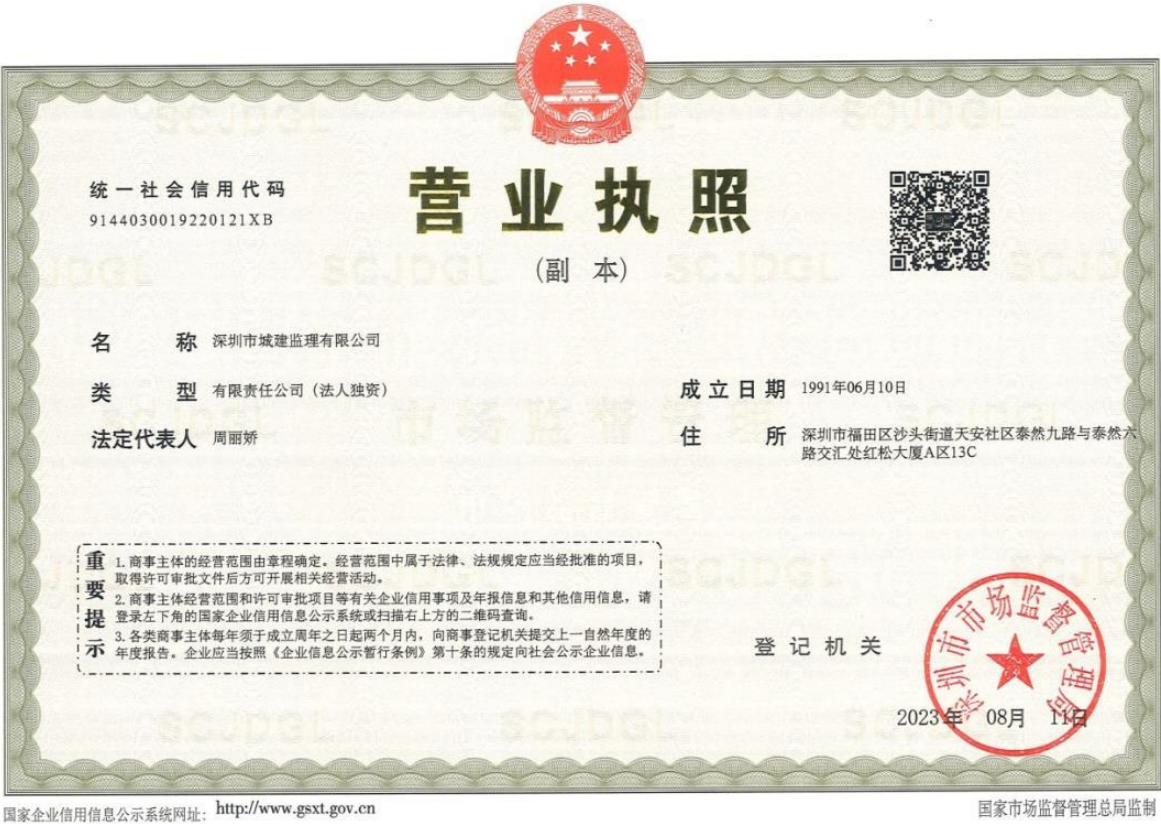 统一社会信用代码
9144030019220121XB
营业执照
(副 本)
名 称 深圳市城建监理有限公司
类 型 有限责任公司（法人独资）
法定代表人 周丽娇
成立日期 1991年06月10日
住 所 深圳市福田区沙头街道天安社区泰然九路与泰然六
路交汇处红松大厦A区13C
重要提示
1. 商事主体的经营范围由章程确定。经营范围中属于法律、法规规定应当经批准的项目，
取得许可审批文件后方可开展相关经营活动。
2. 商事主体经营范围和许可审批项目等有关企业信用事项及年报信息和其他信用信息，请
登录左下角的国家企业信用信息公示系统或扫描右上方的二维码查询。
3. 各类商事主体每年须于成立周年之日起两个月内，向商事登记机关提交上一自然年度的
年度报告。企业应当按照《企业信息公示暂行条例》第十条的规定向社会公示企业信息。
登记机关
深圳市市场监督管理局
2023年 08月 11日
国家企业信用信息公示系统网址： http://www.gsxt.gov.cn
国家市场监督管理总局监制
SCJDGL
市场监督管理